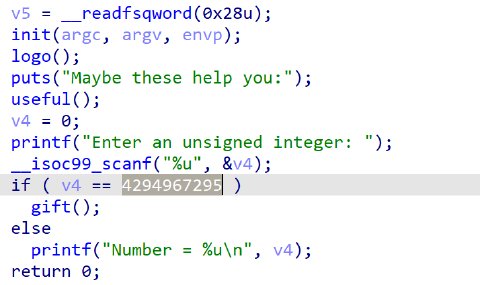 v5 = __readfsqword(0x28u);
init(argc, argv, envp);
logo();
puts("Maybe these help you:");
useful();
v4 = 0;
printf("Enter an unsigned integer: ");
__isoc99_scanf("%u", &v4);
if ( v4 == 4294967295 )
  gift();
else
  printf("Number = %u\n", v4);
return 0;